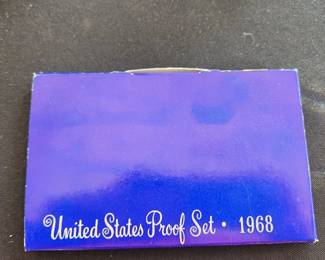 United States Proof Set · 1968